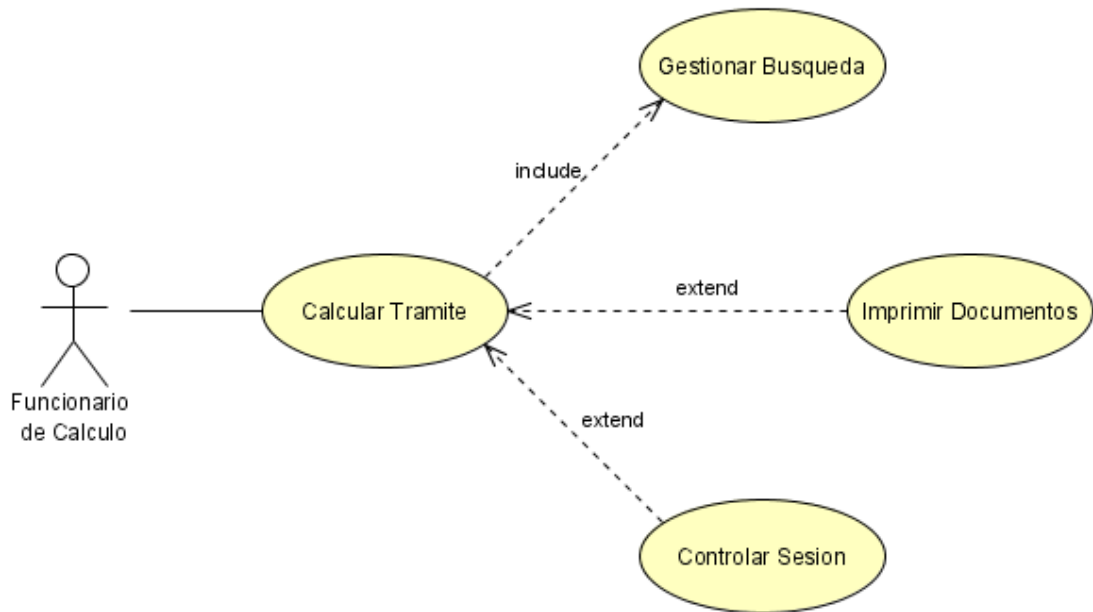 Gestionar Busqueda
include
Calcular Tramite
extend
Imprimir Documentos
Funcionario
de Calculo
extend
Controlar Sesion